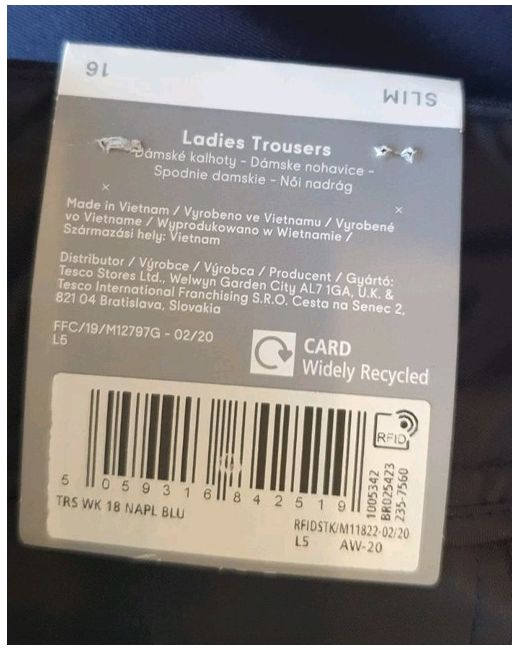 16 SLIM
Ladies Trousers
Dámské kalhoty - Dámske nohavice -
Spodnie damskie - Női nadrág
Made in Vietnam / Vyrobeno ve Vietnamu / Vyrobené
vo Vietname / Wyprodukowano w Wietnamie /
Származási hely: Vietnam
Distributor / Výrobce / Výrobca / Producent / Gyártó:
Tesco Stores Ltd., Welwyn Garden City AL7 1GA, U.K. &
Tesco International Franchising S.R.O. Cesta na Senec 2,
821 04 Bratislava, Slovakia
FFC/19/M12797G - 02/20
L5
CARD
Widely Recycled
RFID
5 059316 842519
1005342
BR025423
235-7560
TRS WK 18 NAPL BLU
RFIDSTK/M11822-02/20
L5 AW-20